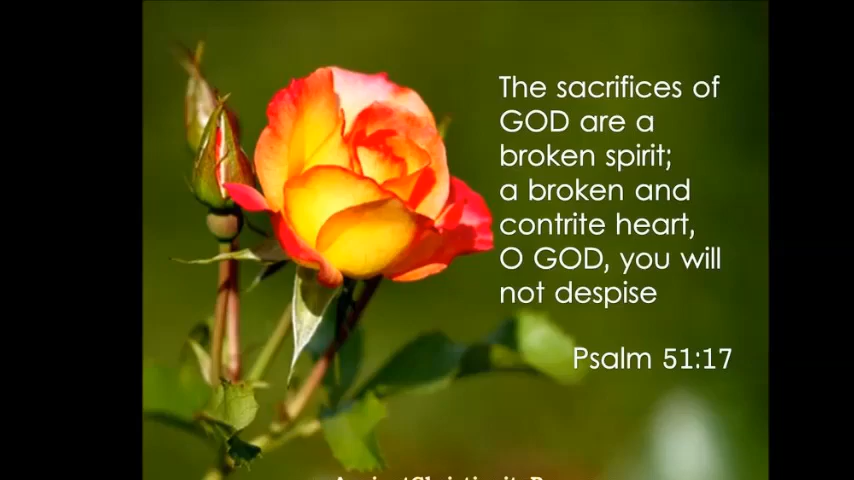 The sacrifices of
GOD are a
broken spirit;
a broken and
contrite heart,
O GOD, you will
not despise
Psalm 51:17